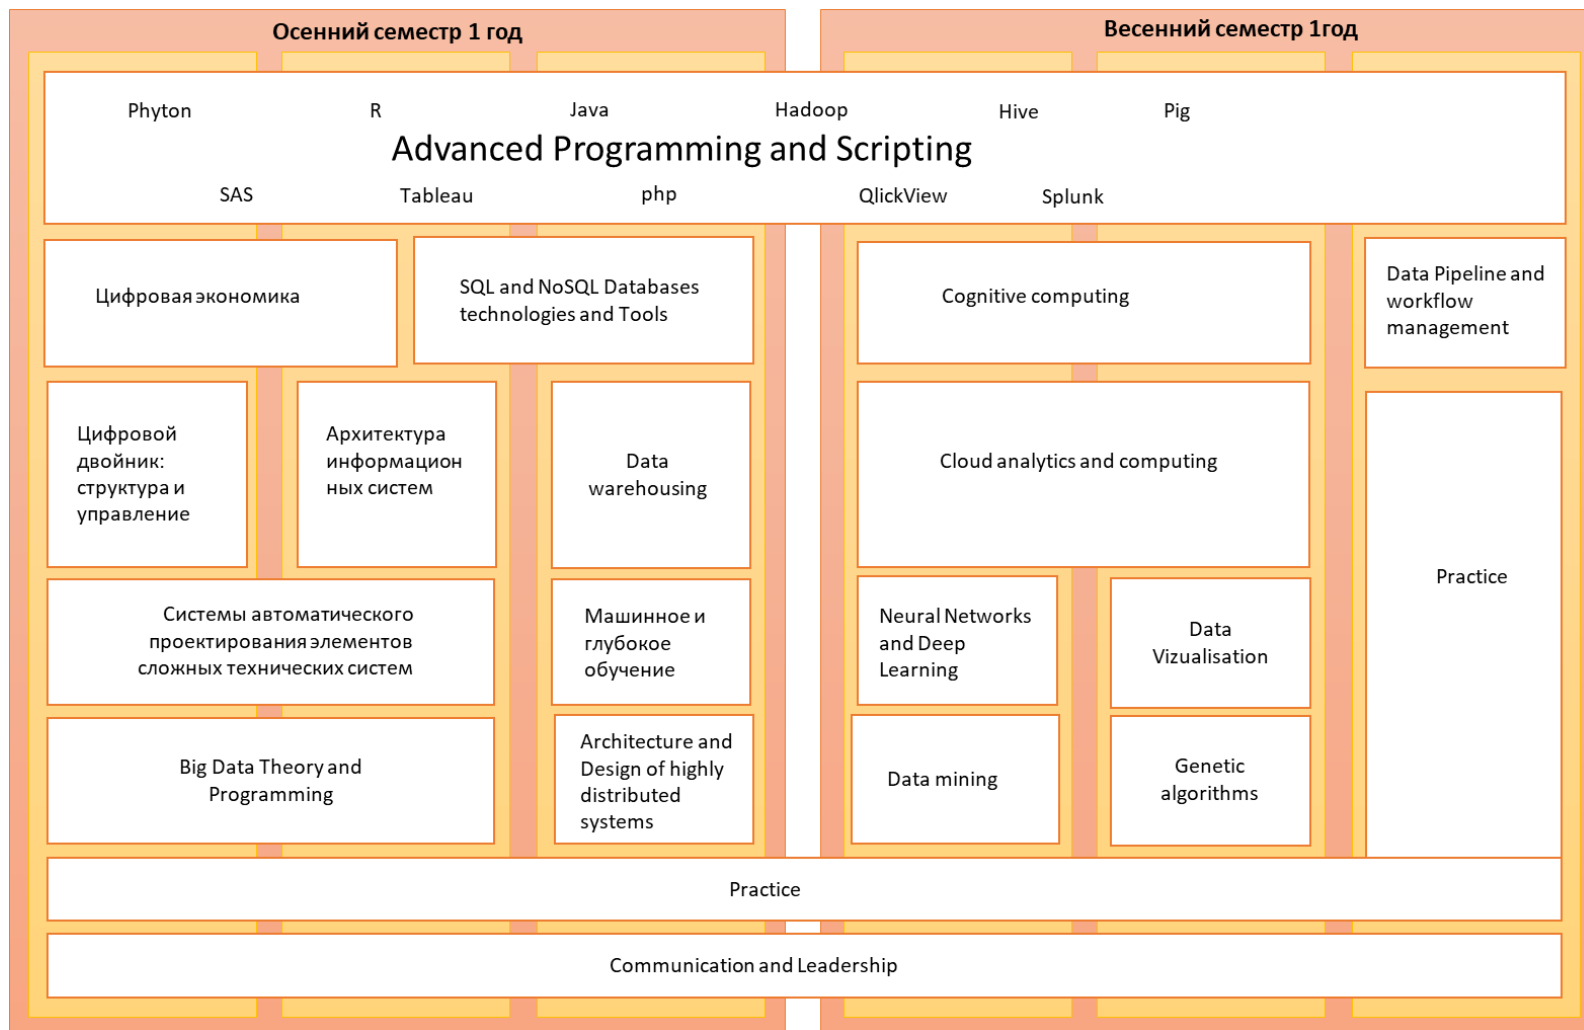 Осенний семестр 1 год
Весенний семестр 1год
Phyton
R
Java
Hadoop
Hive
Pig
Advanced Programming and Scripting
SAS
Tableau
php
QlickView
Splunk
Цифровая экономика
SQL and NoSQL Databases
technologies and Tools
Cognitive computing
Data Pipeline and
workflow
management
Цифровой
двойник:
структура и
управление
Архитектура
информацион
ных систем
Data
warehousing
Cloud analytics and computing
Practice
Системы автоматического
проектирования элементов
сложных технических систем
Машинное и
глубокое
обучение
Neural Networks
and Deep
Learning
Data
Vizualisation
Big Data Theory and
Programming
Architecture and
Design of highly
distributed
systems
Data mining
Genetic
algorithms
Practice
Communication and Leadership